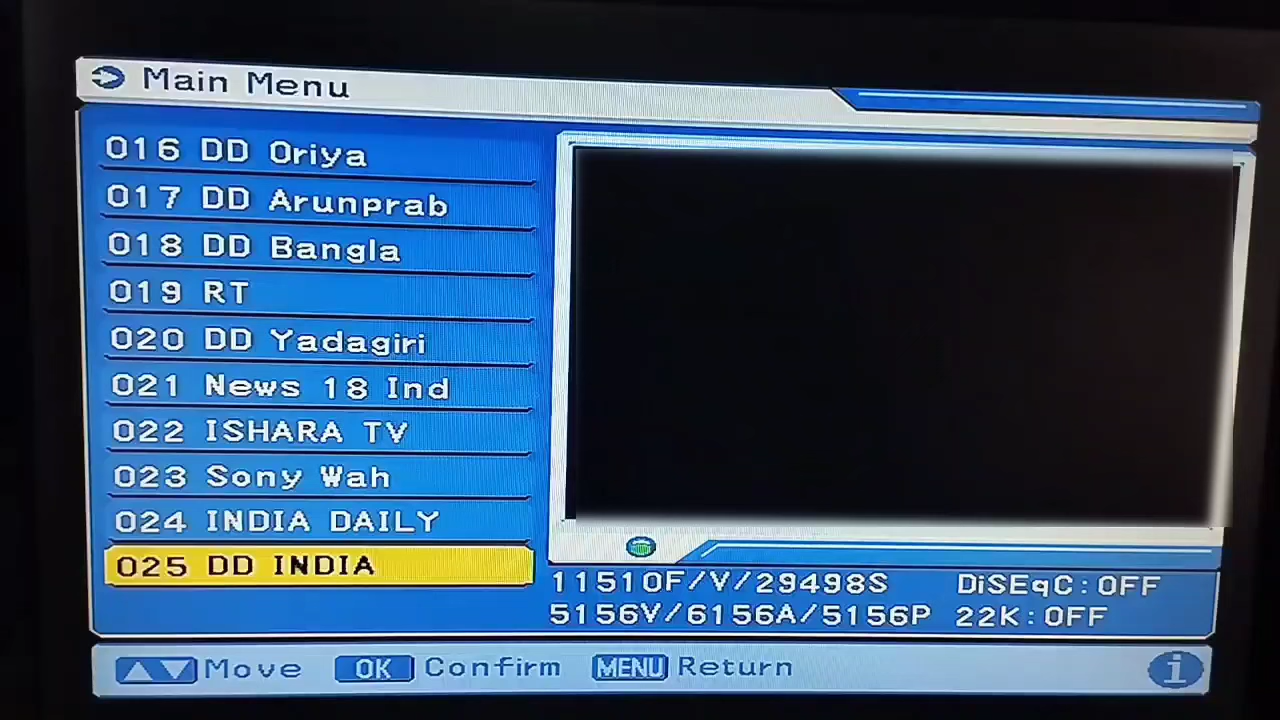 Main Menu
016 DD Oriya
017 DD Arunprab
018 DD Bangla
019 RT
020 DD Yadagiri
021 News 18 Ind
022 ISHARA TV
023 Sony Wah
024 INDIA DAILY
025 DD INDIA
11510F/V/29498S DiSEqC:OFF
5156V/6156A/5156P 22K:OFF
Move OK Confirm MENU Return i